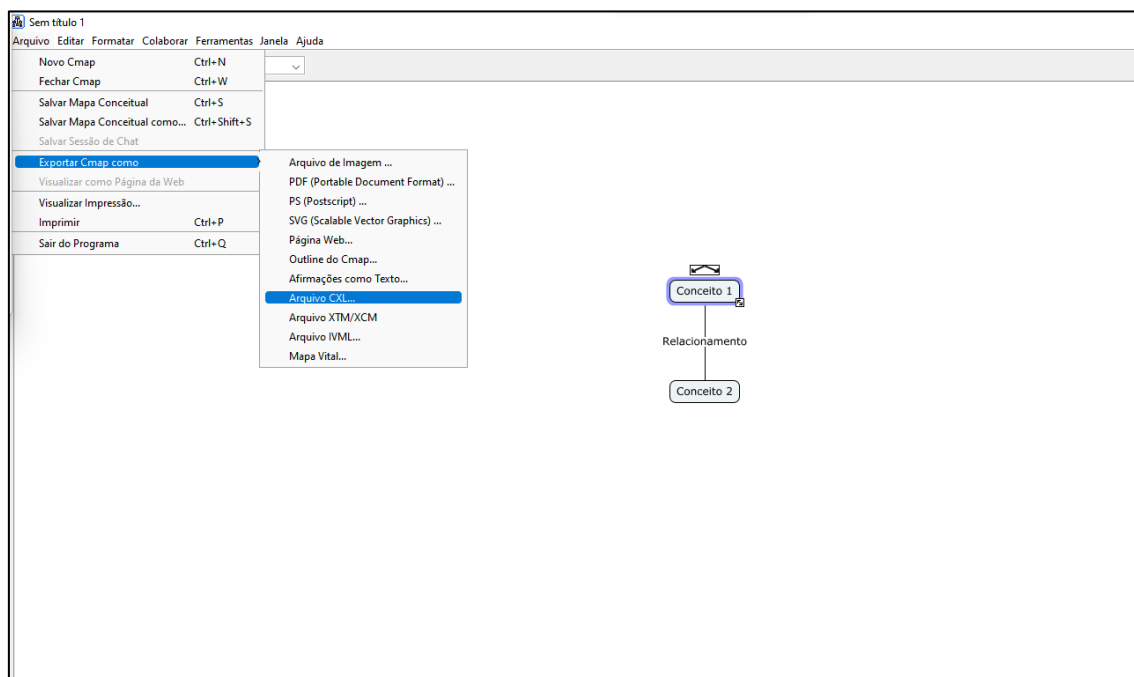 Sem título 1
Arquivo Editar Formatar Colaborar Ferramentas Janela Ajuda
Novo Cmap Ctrl+N
Fechar Cmap Ctrl+W
Salvar Mapa Conceitual Ctrl+S
Salvar Mapa Conceitual como... Ctrl+Shift+S
Salvar Sessão de Chat
Exportar Cmap como
Visualizar como Página da Web
Visualizar Impressão...
Imprimir Ctrl+P
Sair do Programa Ctrl+Q
Arquivo de Imagem ...
PDF (Portable Document Format) ...
PS (Postscript) ...
SVG (Scalable Vector Graphics) ...
Página Web...
Outline do Cmap...
Afirmações como Texto...
Arquivo CXL...
Arquivo XTM/XCM
Arquivo IVML...
Mapa Vital...
Conceito 1
Relacionamento
Conceito 2